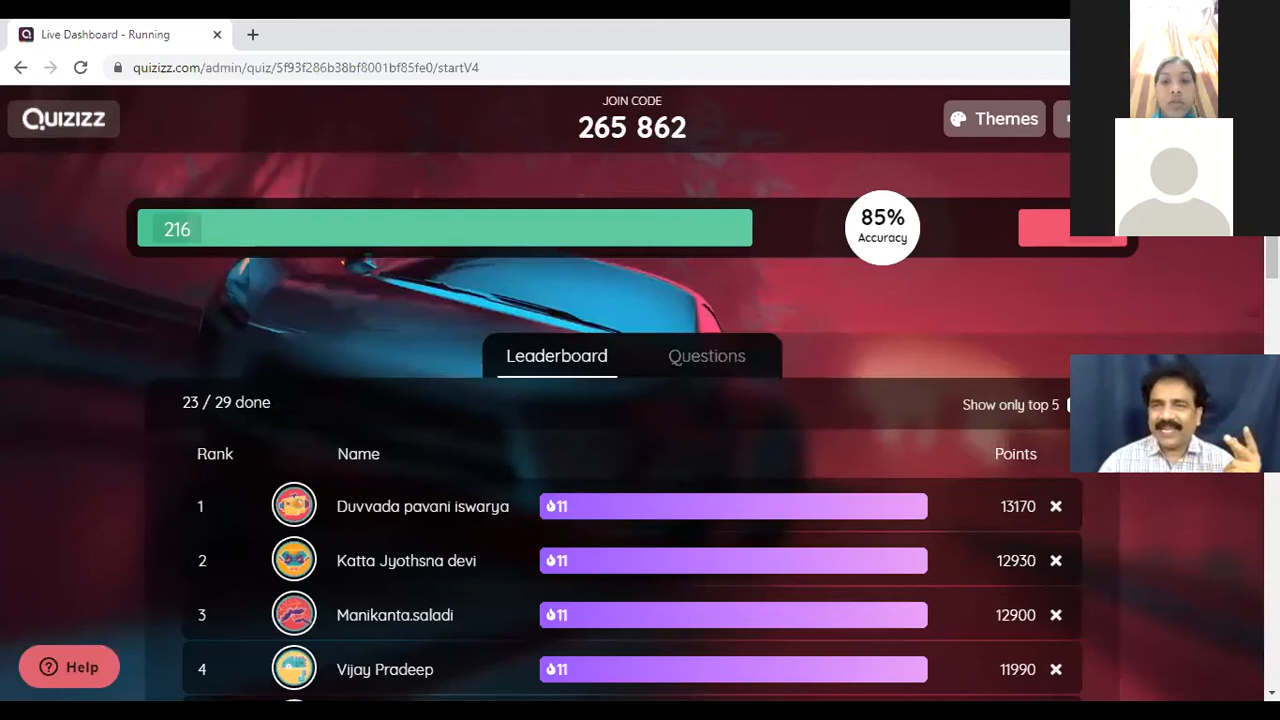 Live Dashboard - Running
quizizz.com/admin/quiz/5f93f286b38bf8001bf85fe0/startV4
QUIZIZZ
JOIN CODE
265 862
Themes
216
85%
Accuracy
Leaderboard
Questions
23 / 29 done
Show only top 5
Rank Name Points
1 Duvvada pavani iswarya 11 13170
2 Katta Jyothsna devi 11 12930
3 Manikanta.saladi 11 12900
4 Vijay Pradeep 11 11990
Help